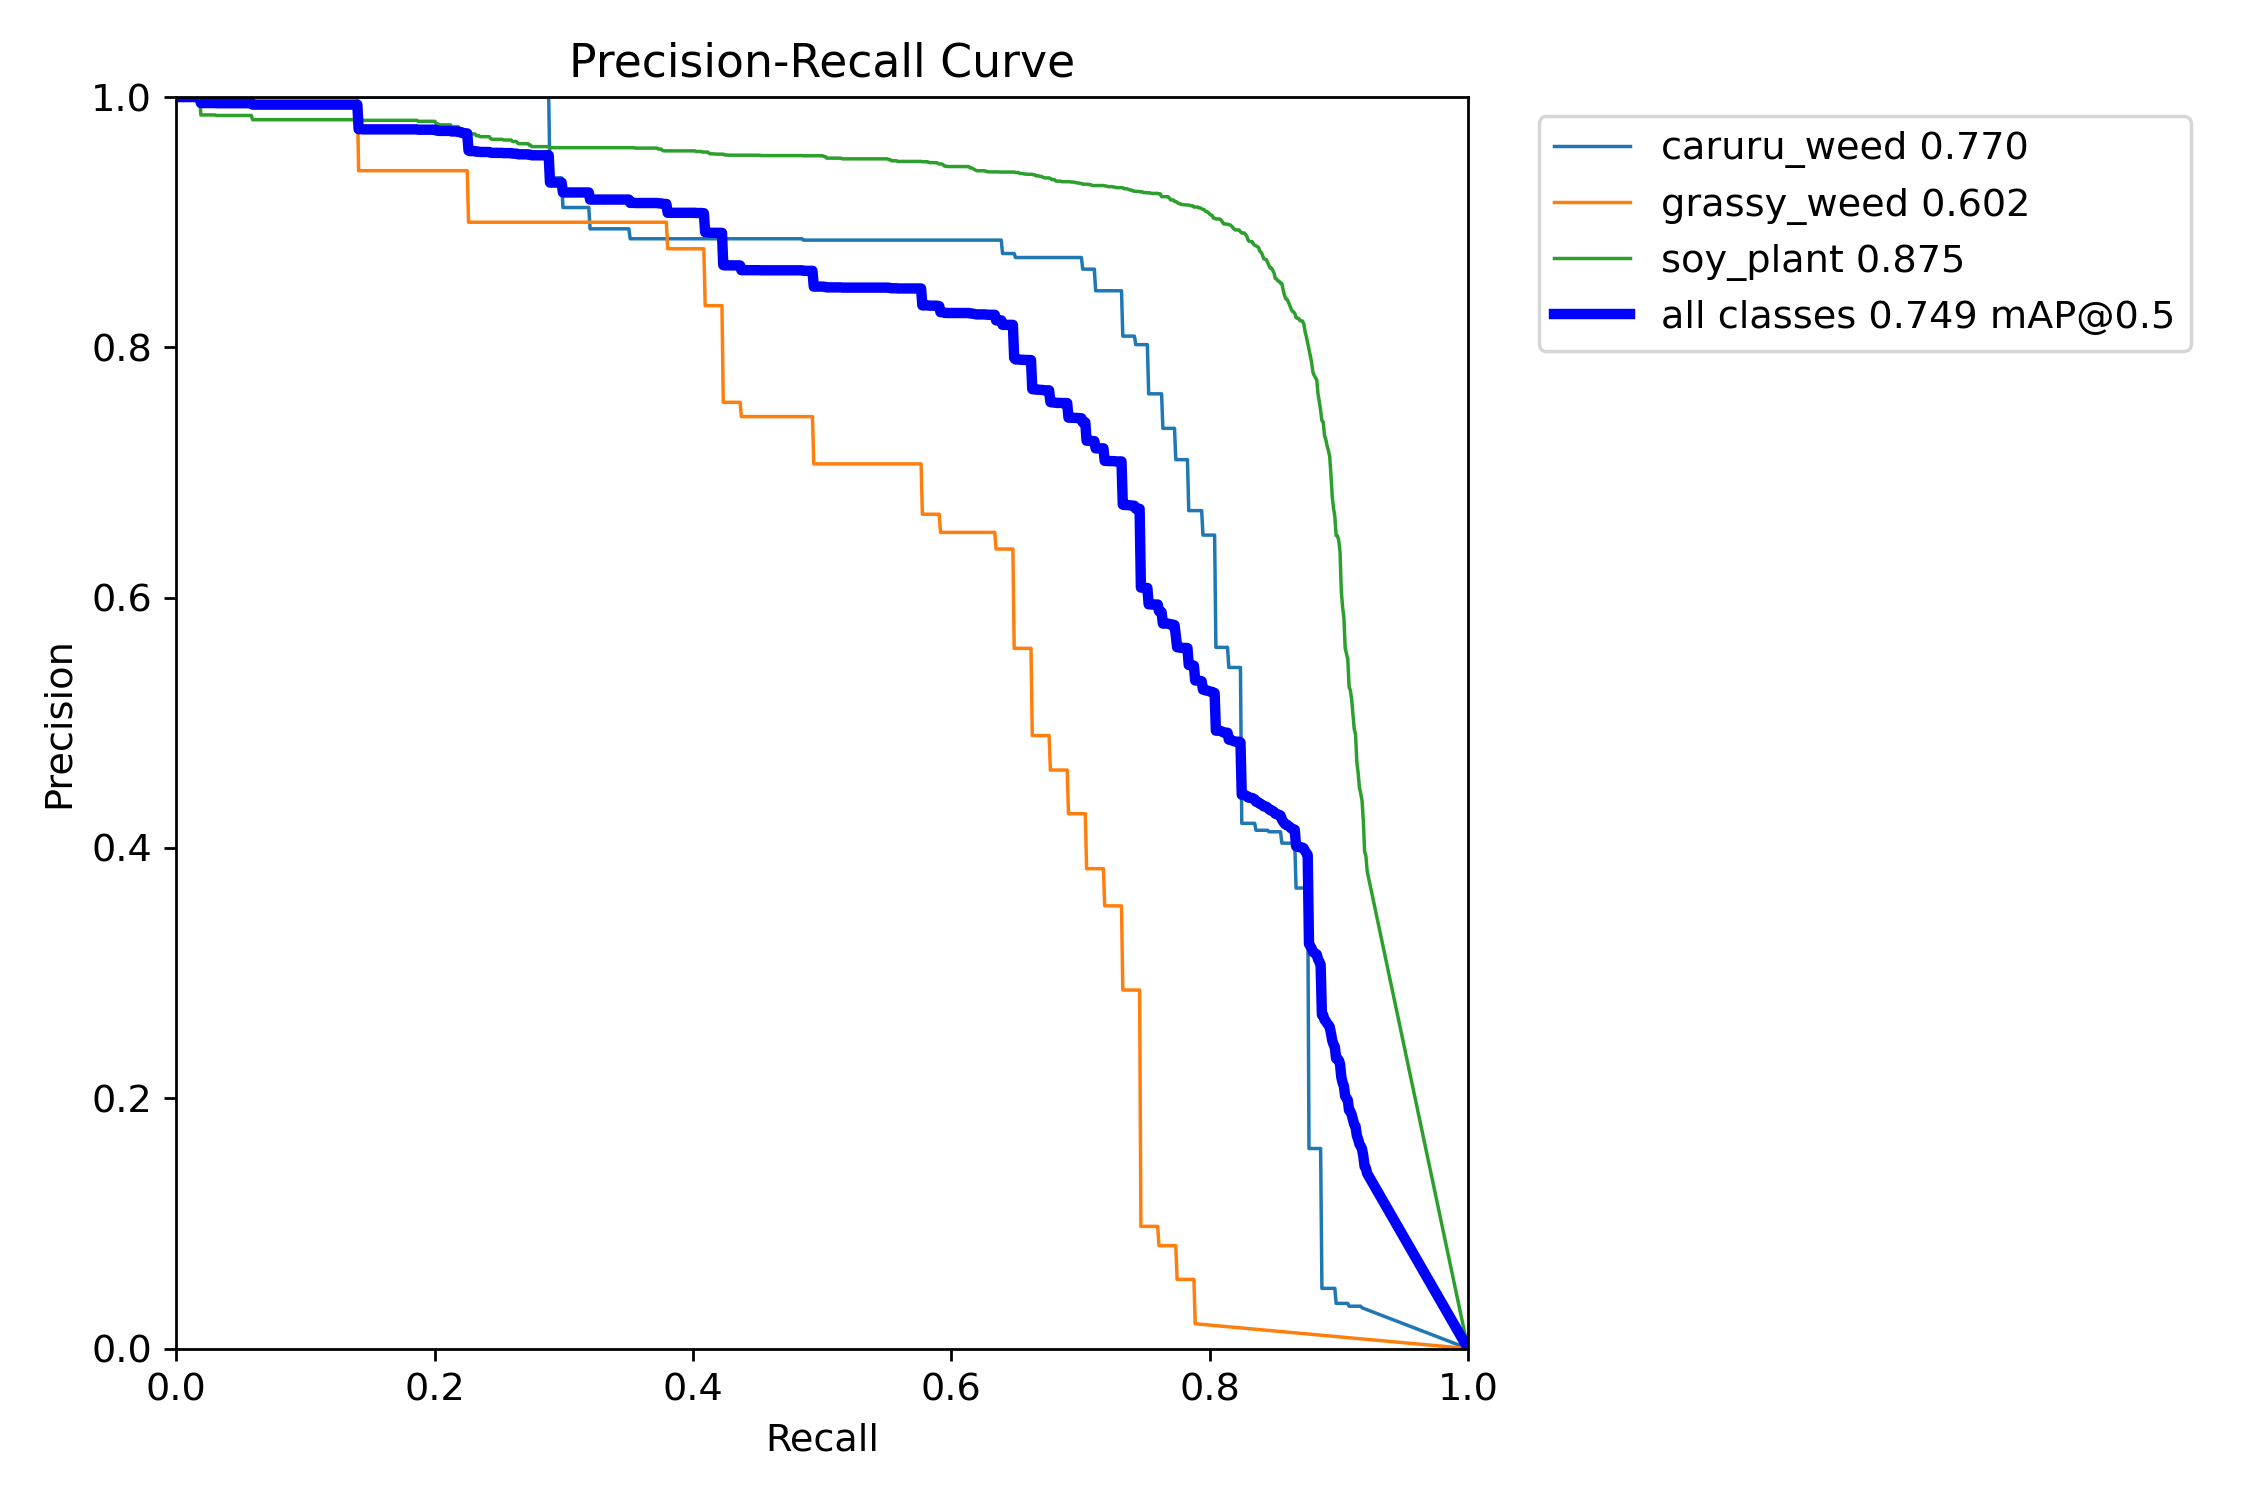 Precision-Recall Curve
1.0
0.8
0.6
0.4
0.2
0.0
Precision
0.0 0.2 0.4 0.6 0.8 1.0
Recall
caruru_weed 0.770
grassy_weed 0.602
soy_plant 0.875
all classes 0.749 mAP@0.5